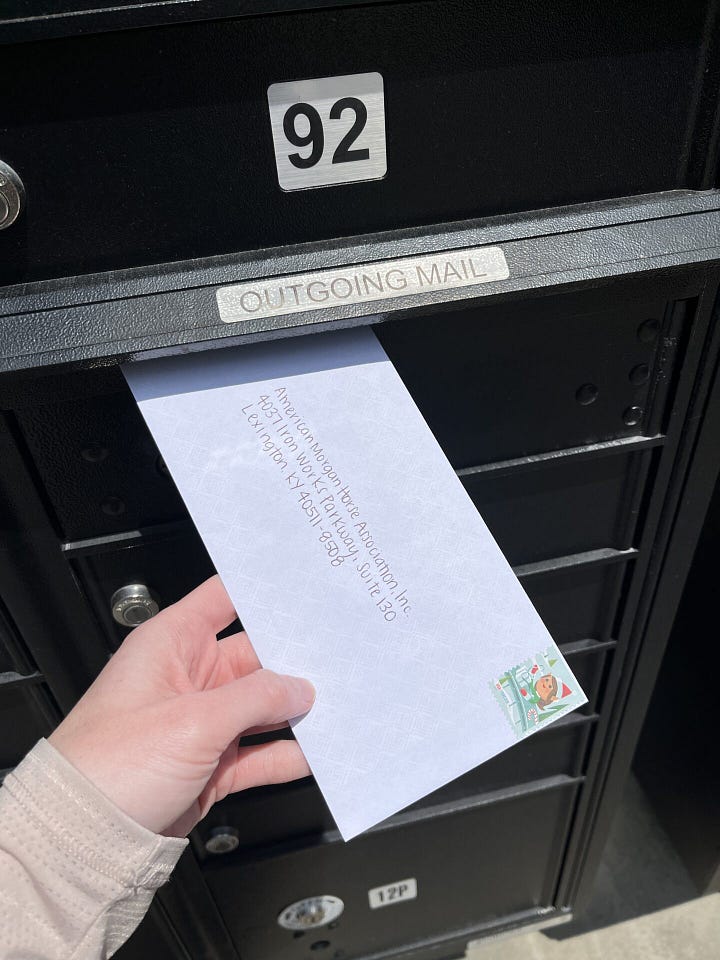 92
OUTGOING MAIL
American Morgan Horse Association, Inc.
4037 Iron Works Parkway, Suite 130
Lexington, KY 40511-8508
12P